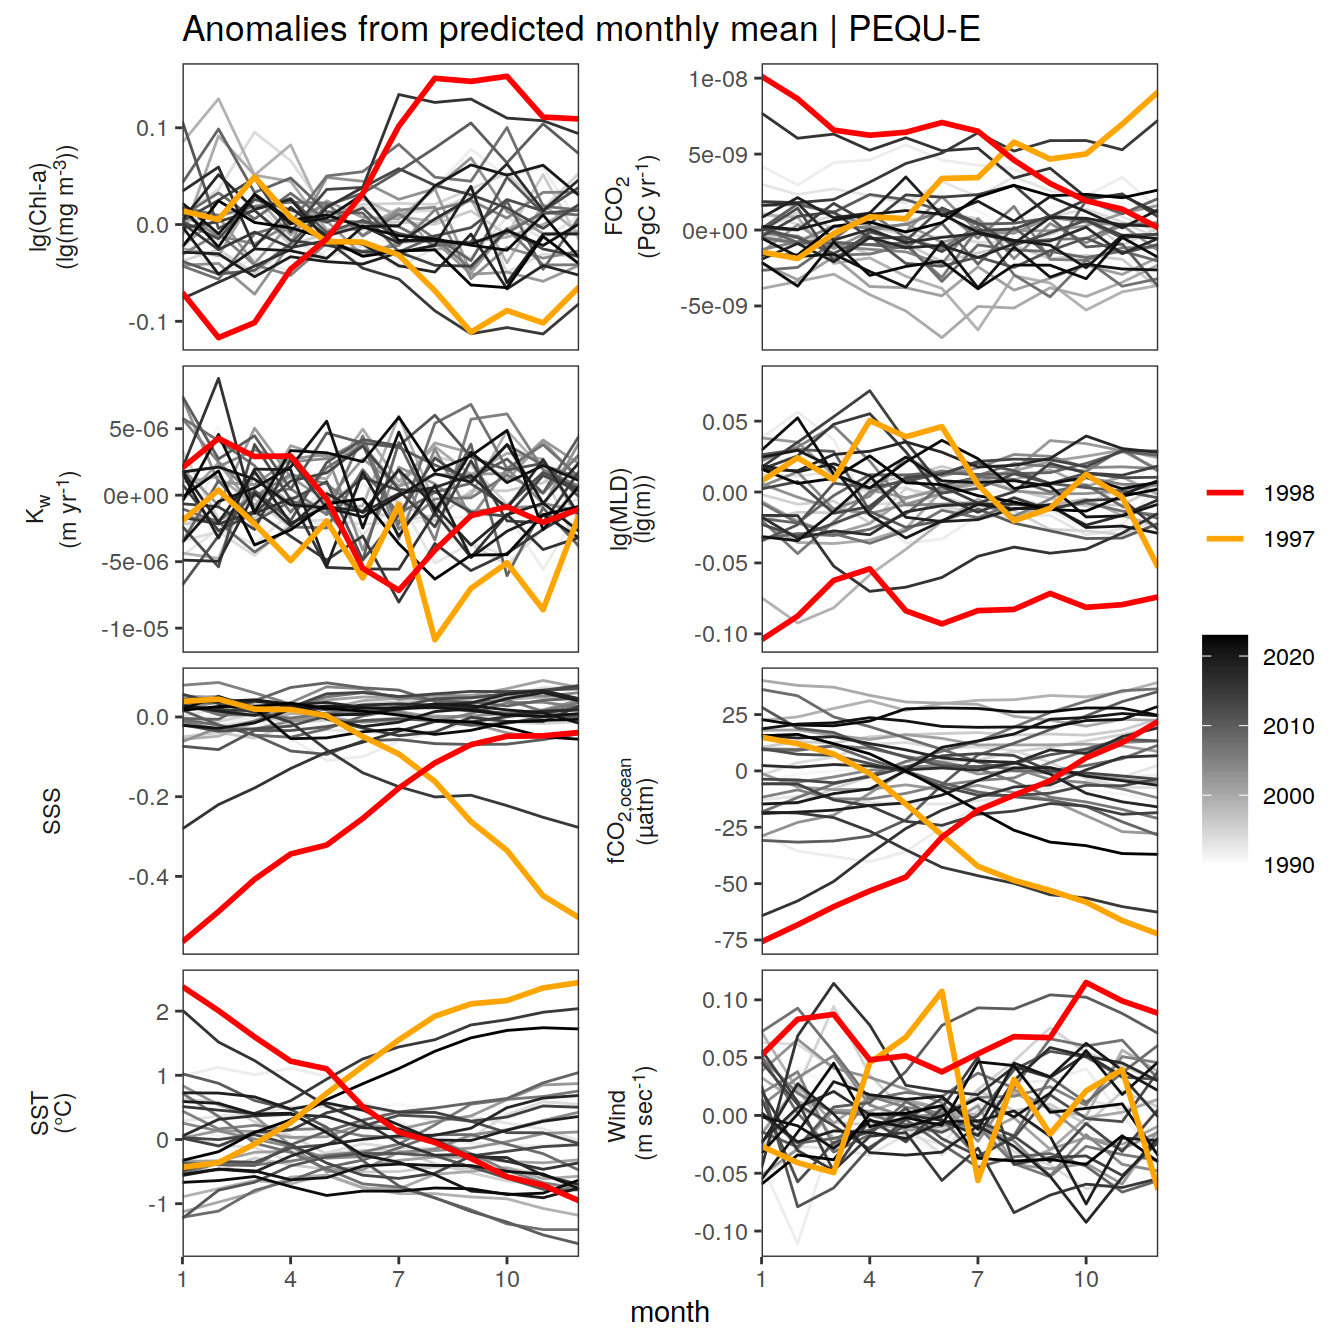 Anomalies from predicted monthly mean | PEQU-E
lg(Chl-a)
(lg(mg m⁻³))
0.1
0.0
-0.1
FCO₂
(PgC yr⁻¹)
1e-08
5e-09
0e+00
-5e-09
K_w
(m yr⁻¹)
5e-06
0e+00
-5e-06
-1e-05
lg(MLD)
(lg(m))
0.05
0.00
-0.05
-0.10
SSS
0.0
-0.2
-0.4
fCO₂,ocean
(µatm)
25
0
-25
-50
-75
SST
(°C)
2
1
0
-1
Wind
(m sec⁻¹)
0.10
0.05
0.00
-0.05
-0.10
1 4 7 10
1 4 7 10
month
1998
1997
2020
2010
2000
1990